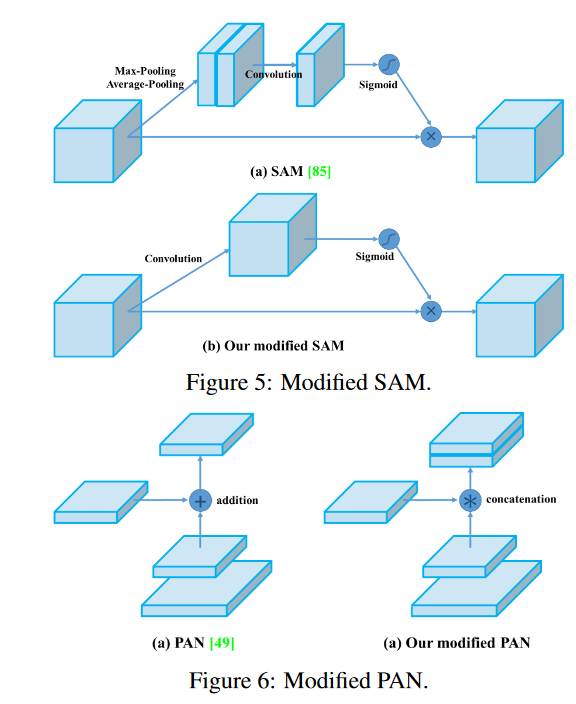 Max-Pooling
Average-Pooling
Convolution
Sigmoid
(a) SAM [85]
Convolution
Sigmoid
(b) Our modified SAM
Figure 5: Modified SAM.
addition
concatenation
(a) PAN [49]
(a) Our modified PAN
Figure 6: Modified PAN.